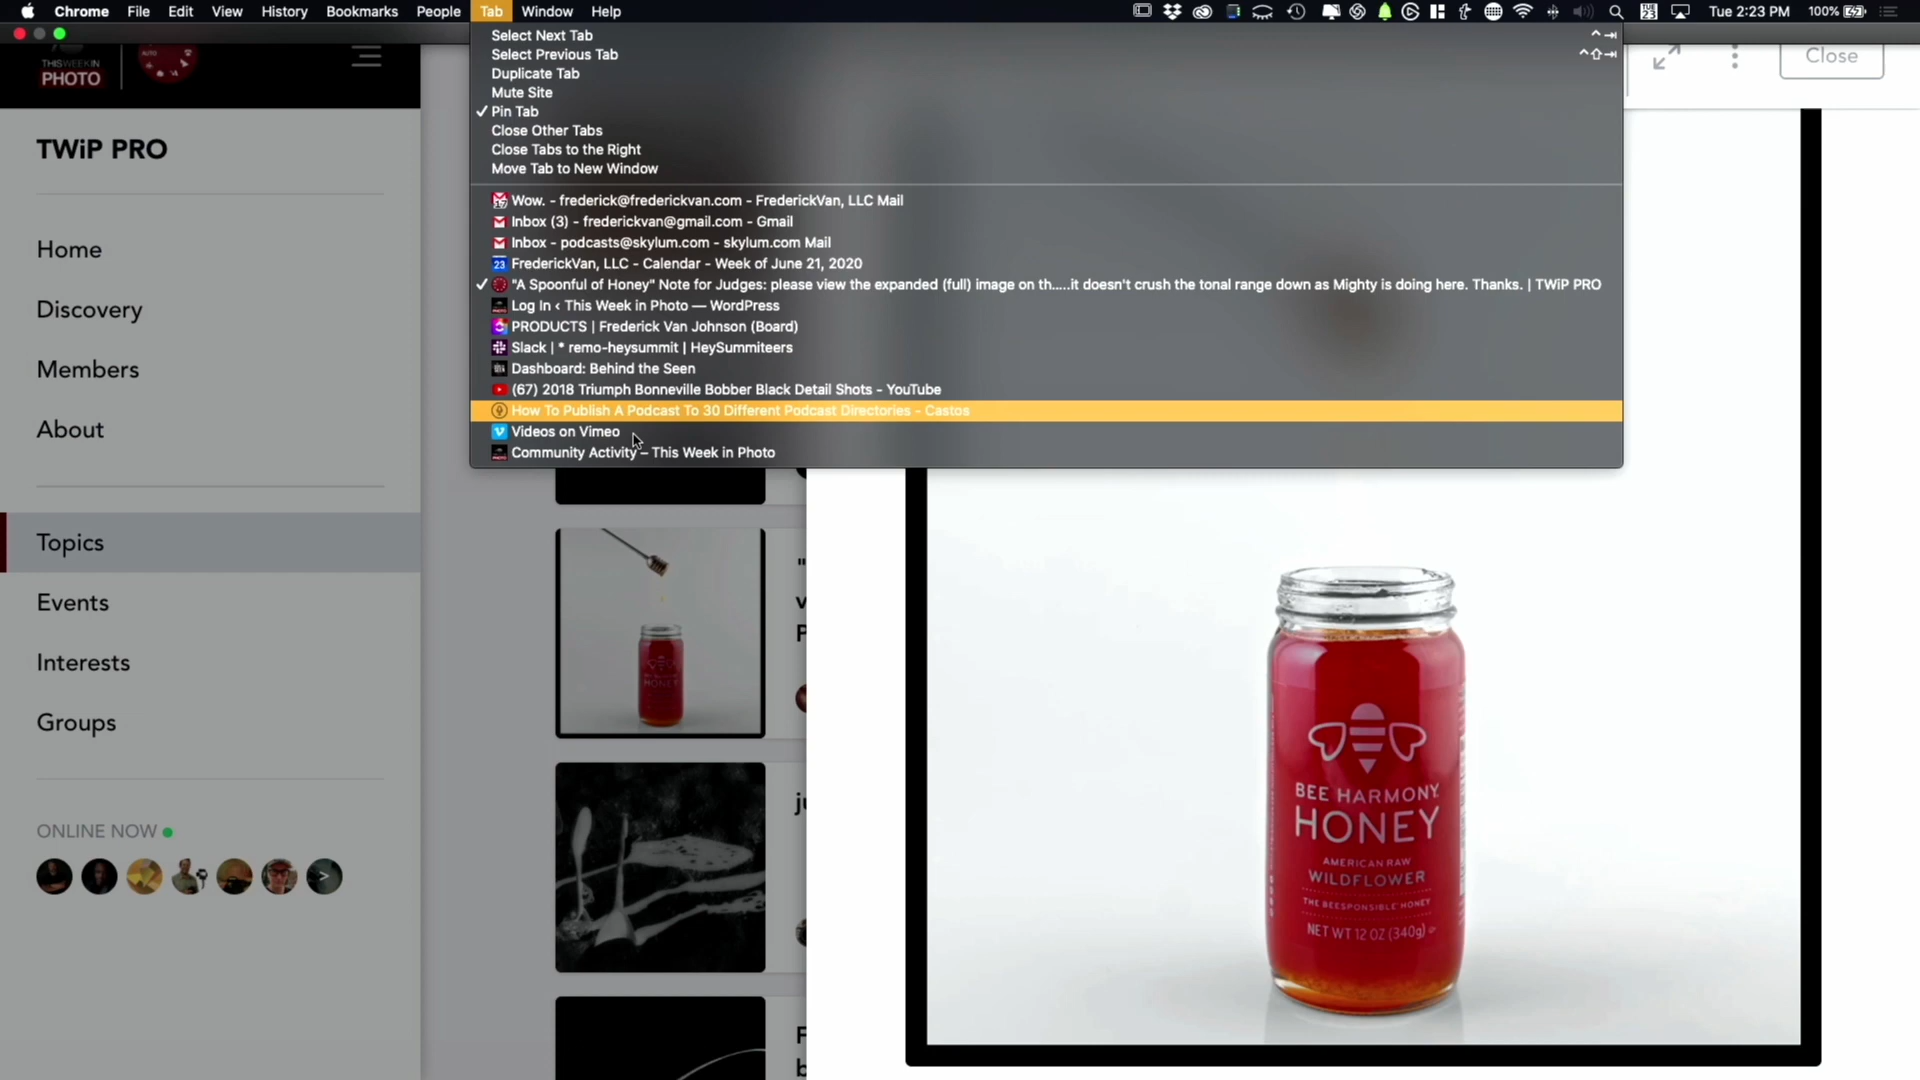 Chrome File Edit View History Bookmarks People Tab Window Help
Tue 2:23 PM 100%
THIS WEEK IN
PHOTO
AUTO
Close
TWiP PRO
Home
Discovery
Members
About
Topics
Events
Interests
Groups
ONLINE NOW
Select Next Tab
Select Previous Tab
Duplicate Tab
Mute Site
Pin Tab
Close Other Tabs
Close Tabs to the Right
Move Tab to New Window
Wow. - frederick@frederickvan.com - FrederickVan, LLC Mail
Inbox (3) - frederickvan@gmail.com - Gmail
Inbox - podcasts@skylum.com - skylum.com Mail
23 FrederickVan, LLC - Calendar - Week of June 21, 2020
"A Spoonful of Honey" Note for Judges: please view the expanded (full) image on th.....it doesn't crush the tonal range down as Mighty is doing here. Thanks. | TWiP PRO
Log In ‹ This Week in Photo — WordPress
PRODUCTS | Frederick Van Johnson (Board)
Slack | * remo-heysummit | HeySummiteers
Dashboard: Behind the Seen
(67) 2018 Triumph Bonneville Bobber Black Detail Shots - YouTube
How To Publish A Podcast To 30 Different Podcast Directories - Castos
Videos on Vimeo
Community Activity – This Week in Photo
BEE HARMONY
HONEY
AMERICAN RAW
WILDFLOWER
THE BEESPONSIBLE HONEY
NET WT 12 OZ (340g)